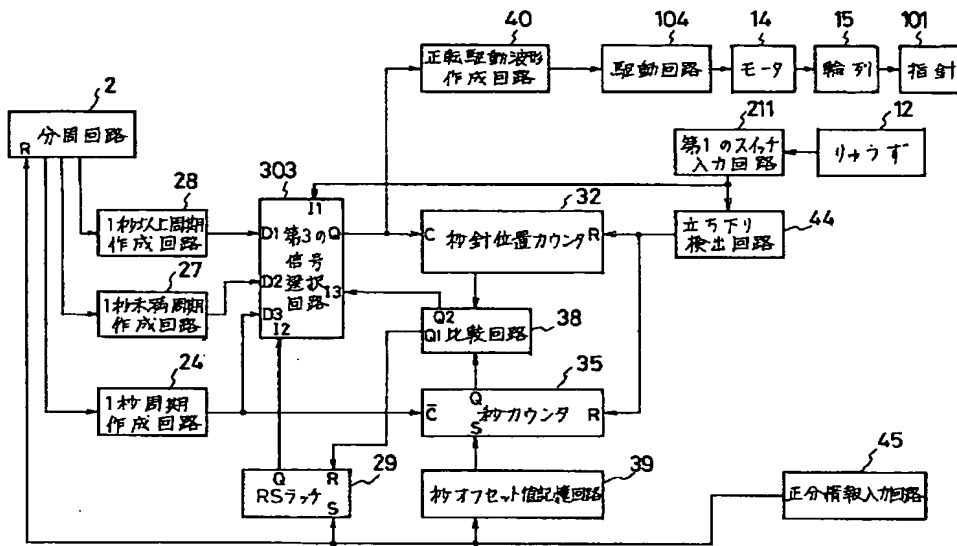 40
正転駆動波形
作成回路
104
駆動回路
14
モータ
15
輪列
101
指針
2
分周回路
R
211
第1のスイッチ
入力回路
12
りゅうず
28
1秒以上周期
作成回路
303
I1
D1
第3の
信号
選択
回路
Q
D2
I3
D3
I2
32
C
秒針位置カウンタ
R
立ち下り
検出回路
44
27
1秒未満周期
作成回路
Q2
Q1
比較回路
38
24
1秒周期
作成回路
35
Q
C̅
秒カウンタ
R
S
Q
R
RSラッチ
S
29
秒オフセット値記憶回路
39
45
正分情報入力回路